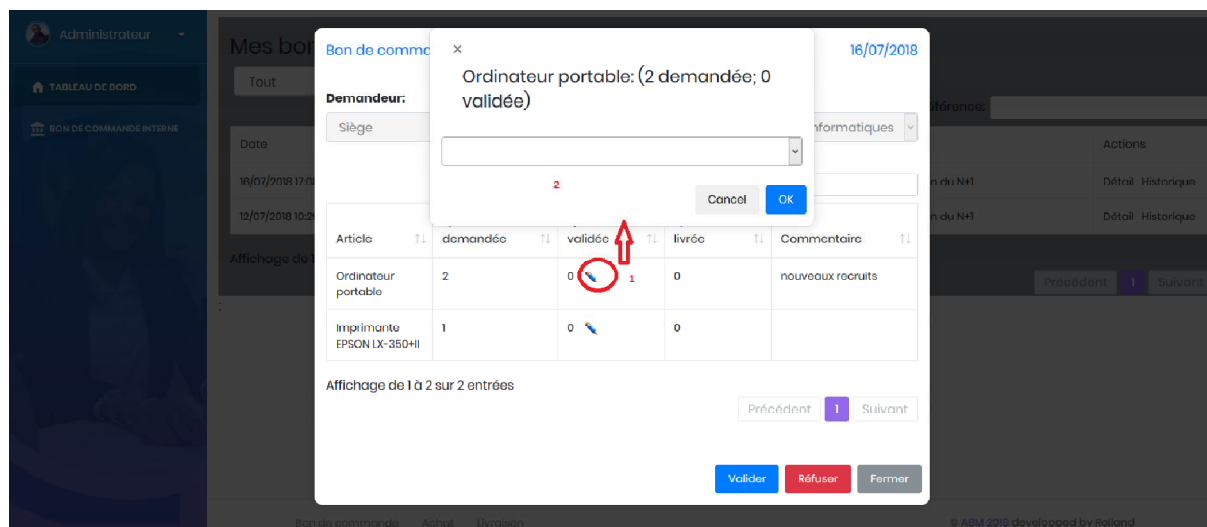 Administrateur
TABLEAU DE BORD
BON DE COMMANDE INTERNE
Mes bon
Tout
Date
Actions
16/07/2018 17:0
n du N+1
Détail Historique
12/07/2018 10:2
n du N+1
Détail Historique
Affichage de 1
Précédent 1 Suivant
Bon de comma
16/07/2018
Demandeur:
Siège
nformatiques
×
Ordinateur portable: (2 demandée; 0
validée)
2
Cancel OK
Article demandée validée livrée Commentaire
Ordinateur
portable
2
0
1
0
nouveaux recruits
Imprimante
EPSON LX-350+II
1
0
0
Affichage de 1 à 2 sur 2 entrées
Précédent 1 Suivant
Valider Réfuser Fermer
Bon de commande Achat Livraison
© ABM 2018 developped by Rolland